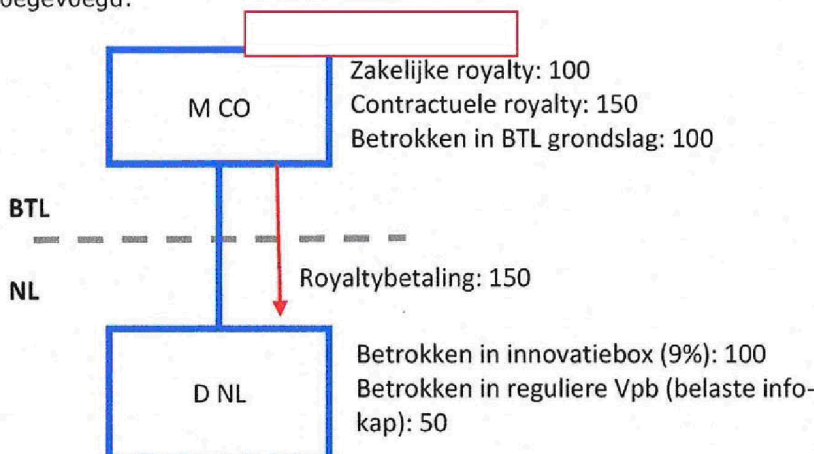 M CO
Zakelijke royalty: 100
Contractuele royalty: 150
Betrokken in BTL grondslag: 100
BTL
NL
Royaltybetaling: 150
D NL
Betrokken in innovatiebox (9%): 100
Betrokken in reguliere Vpb (belaste info-
kap): 50